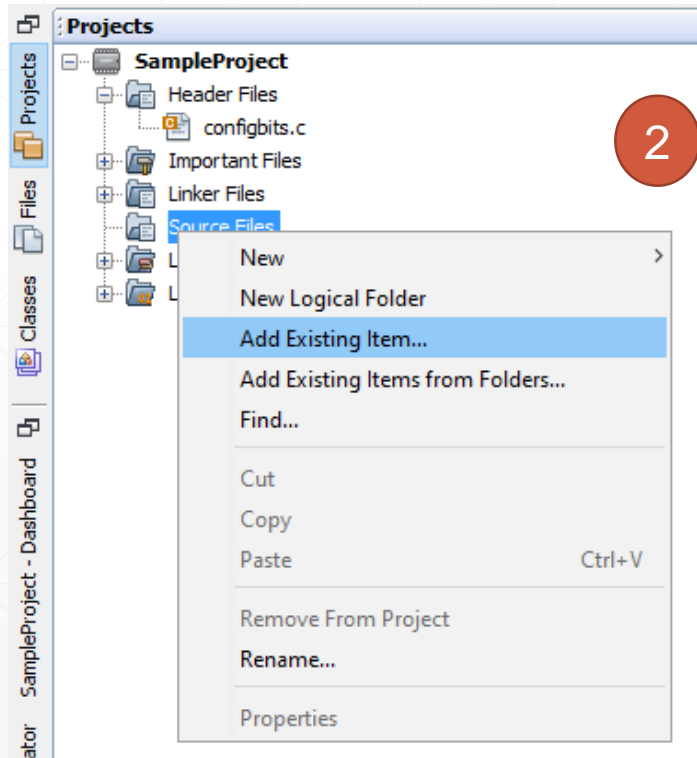 Projects
SampleProject
Header Files
configbits.c
Important Files
Linker Files
Source Files
L
L
2
New
New Logical Folder
Add Existing Item...
Add Existing Items from Folders...
Find...
Cut
Copy
Paste Ctrl+V
Remove From Project
Rename...
Properties
Projects
Files
Classes
SampleProject - Dashboard
ator